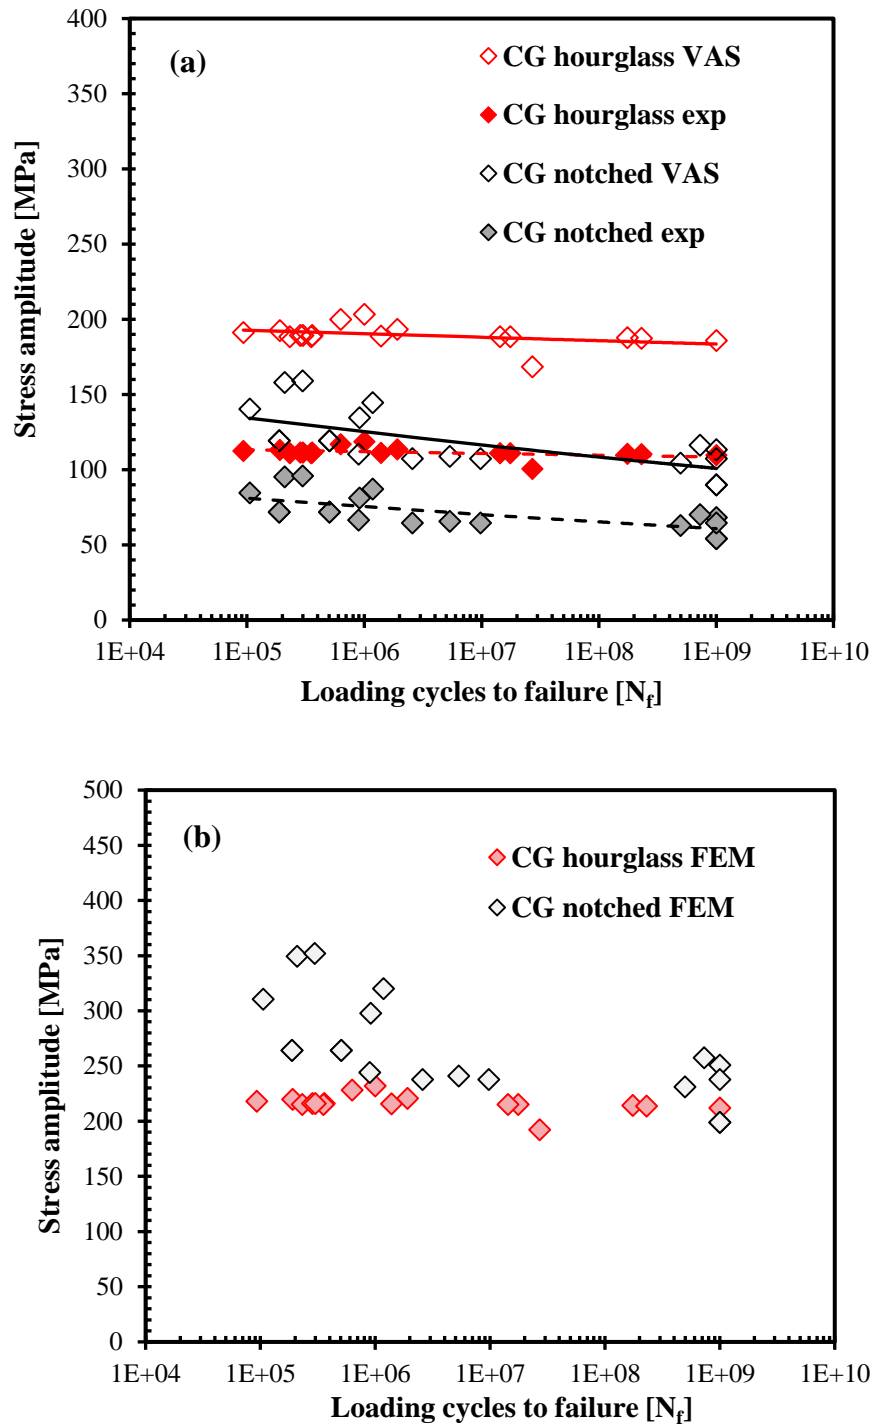 400
350
300
250
200
150
100
50
0
Stress amplitude [MPa]
(a)
CG hourglass VAS
CG hourglass exp
CG notched VAS
CG notched exp
1E+04 1E+05 1E+06 1E+07 1E+08 1E+09 1E+10
Loading cycles to failure [Nf]
500
450
400
350
300
250
200
150
100
50
0
Stress amplitude [MPa]
(b)
CG hourglass FEM
CG notched FEM
1E+04 1E+05 1E+06 1E+07 1E+08 1E+09 1E+10
Loading cycles to failure [Nf]